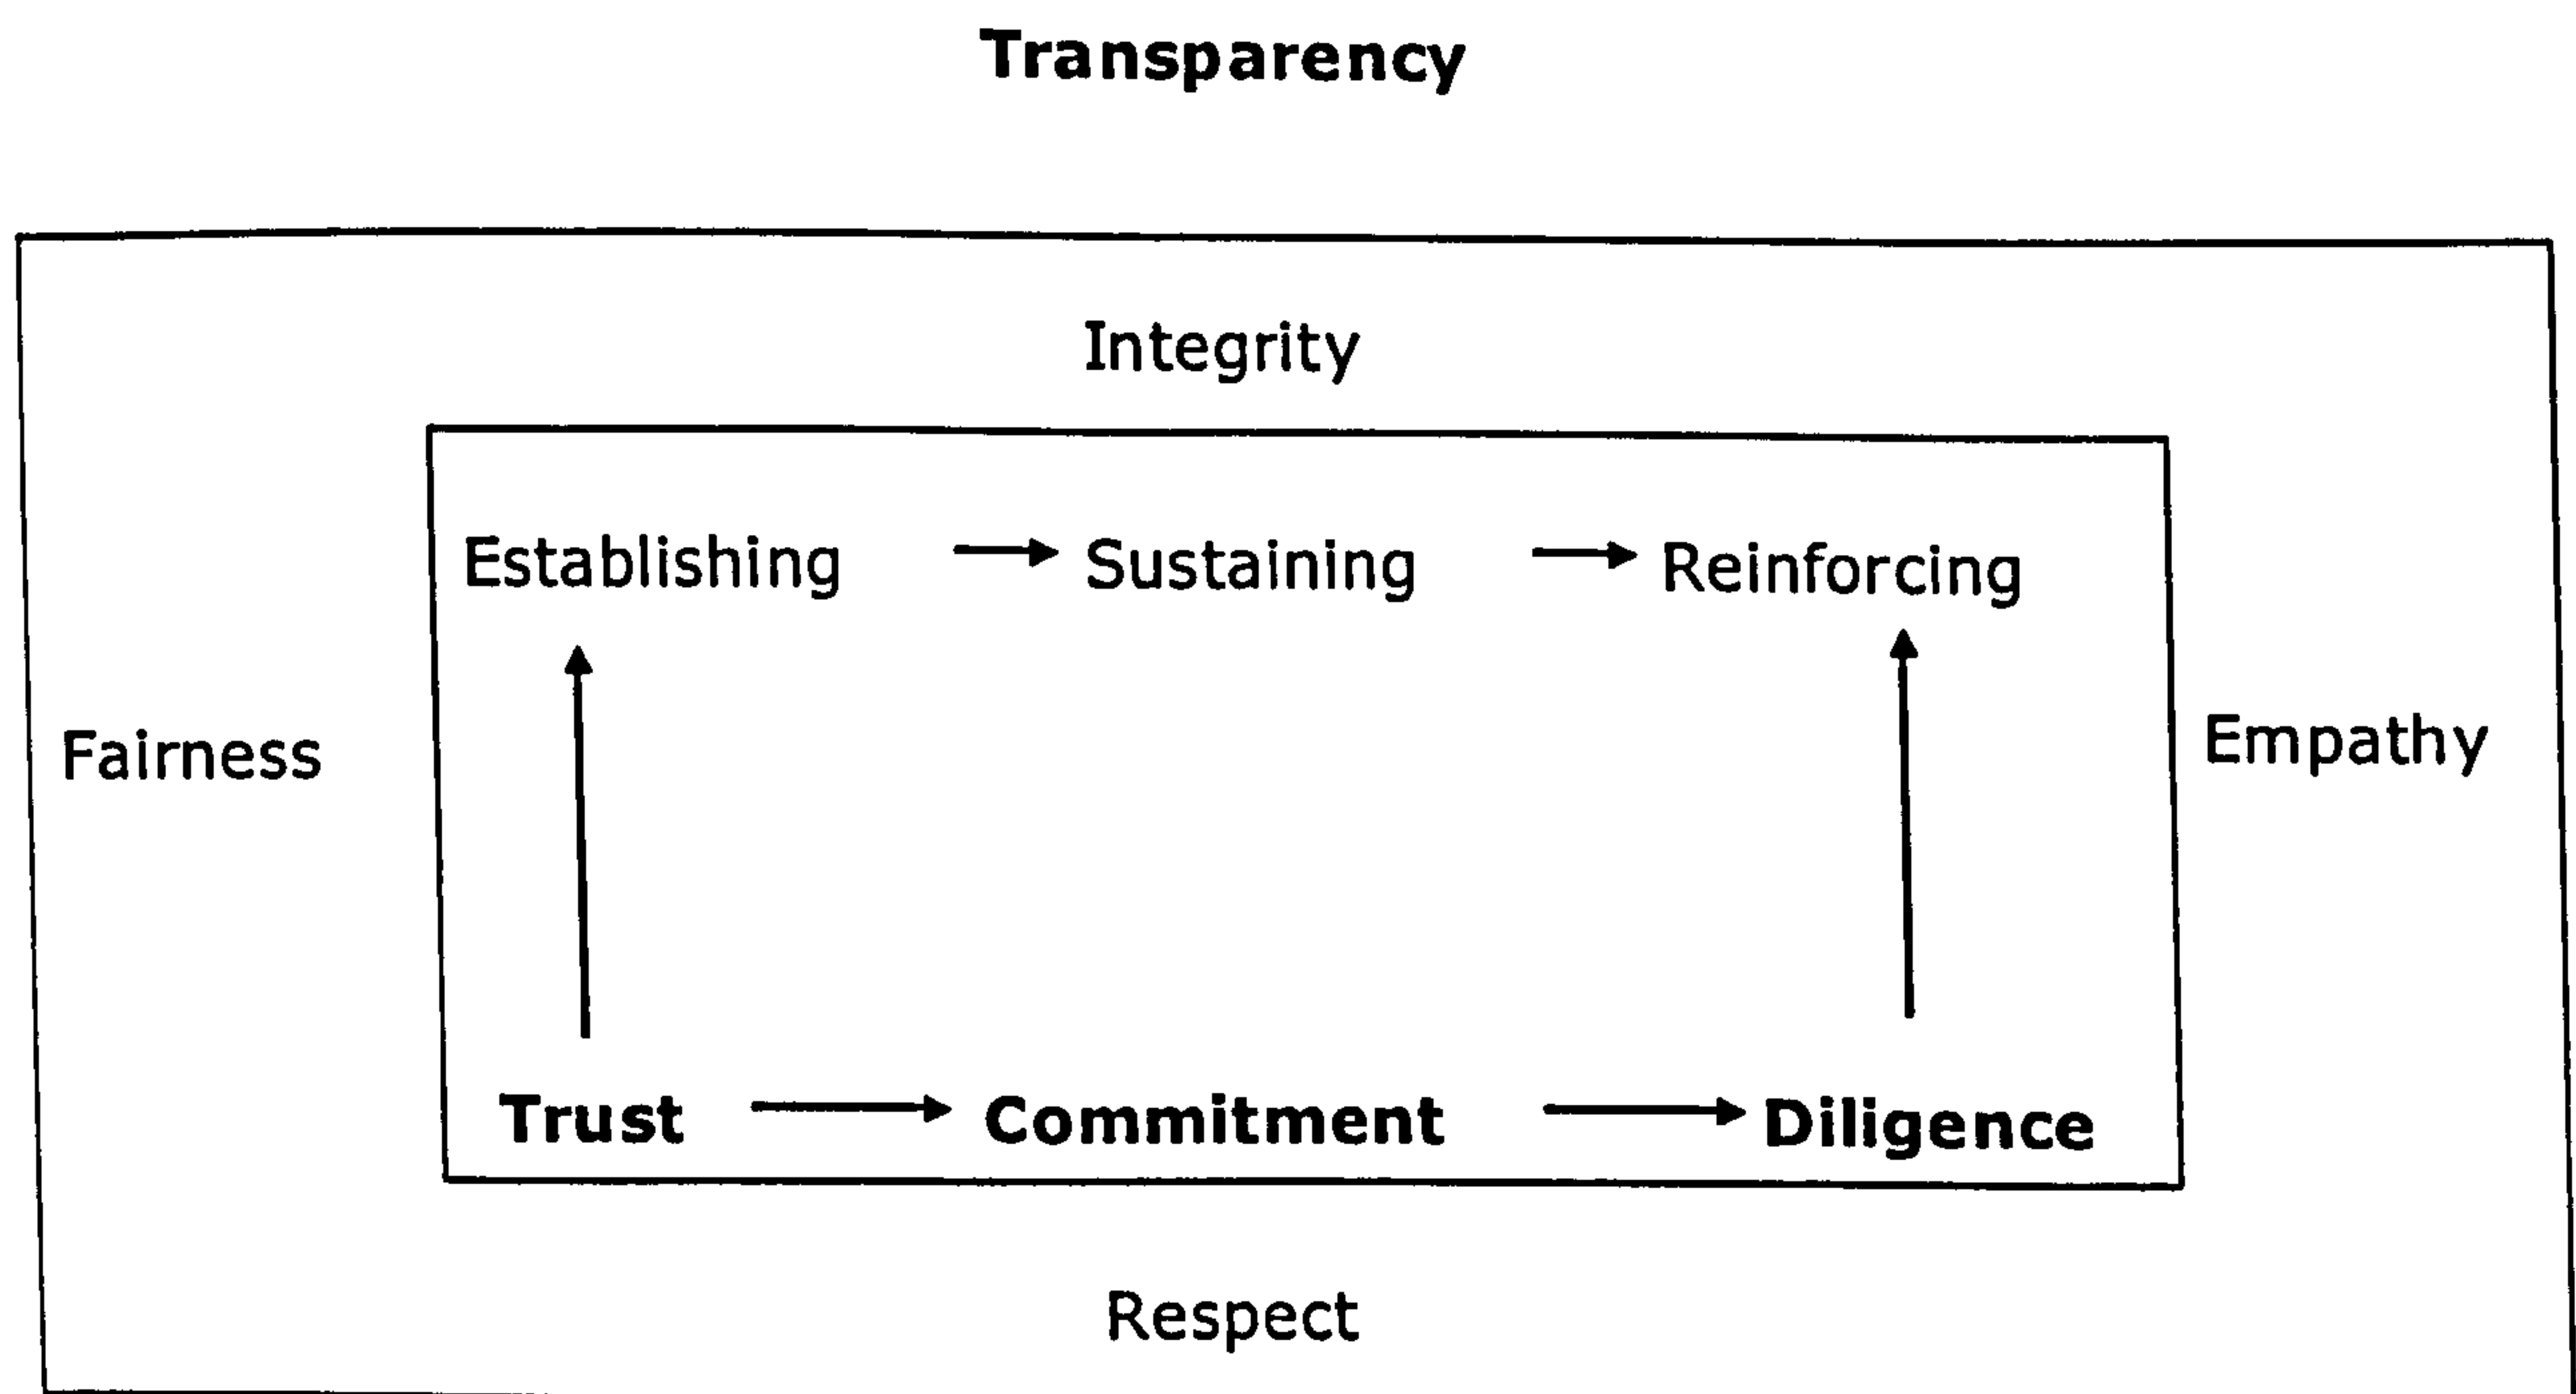 Transparency
Integrity
Establishing Sustaining Reinforcing
Fairness Empathy
Trust Commitment Diligence
Respect